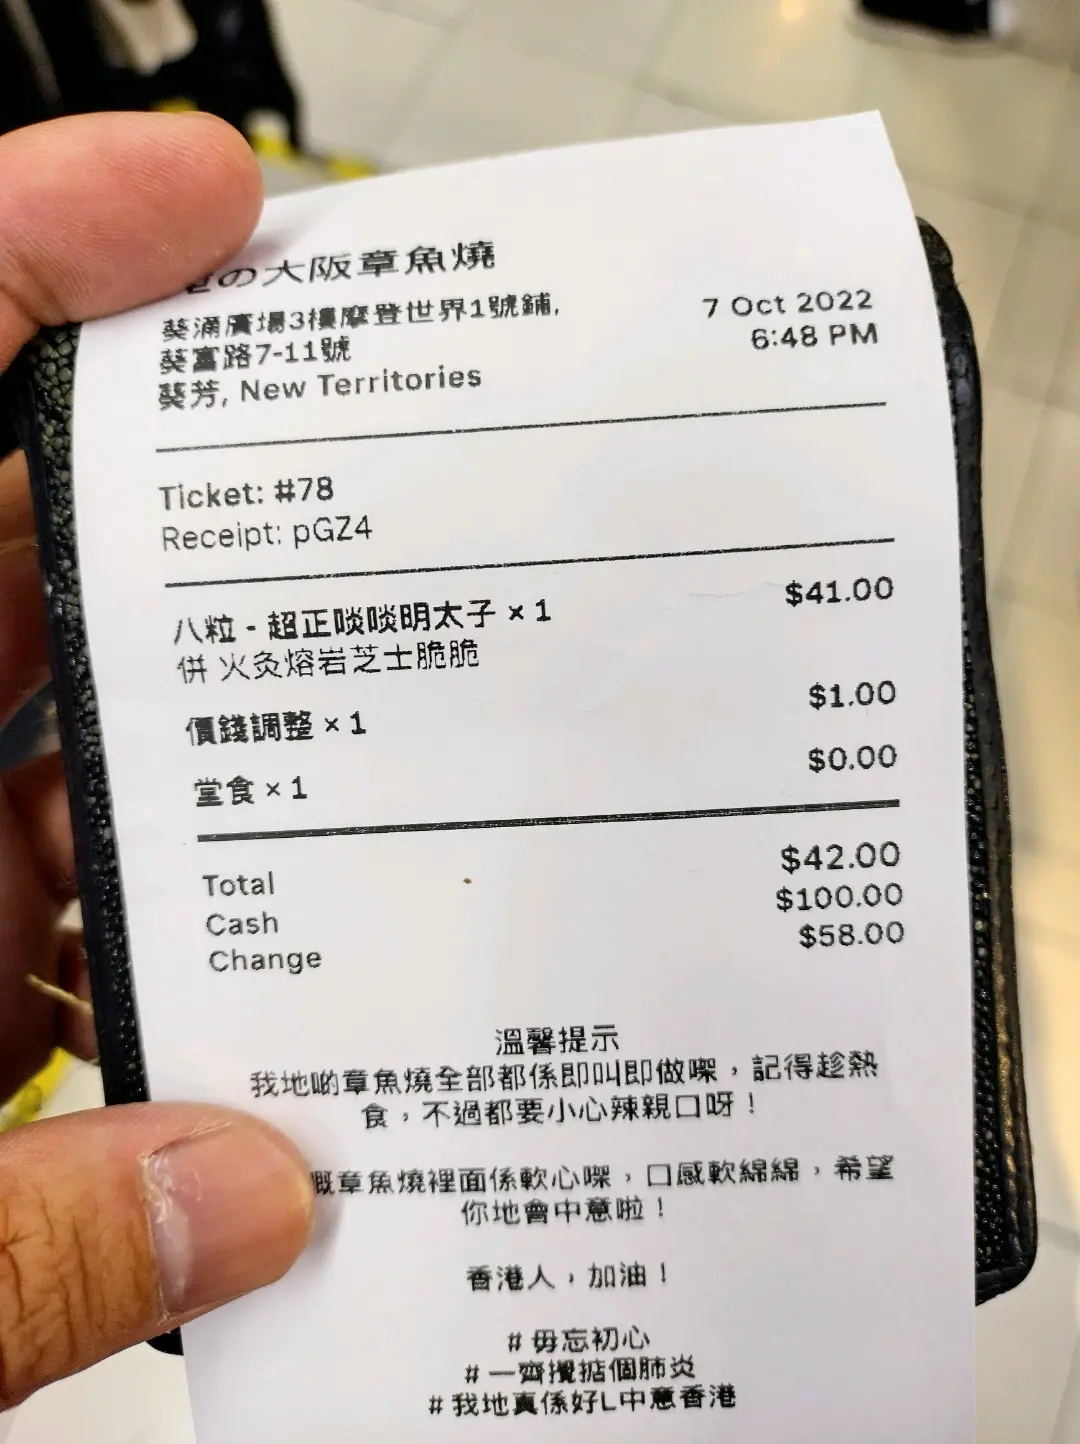 の大阪章魚燒
葵涌廣場3樓摩登世界1號鋪,
葵富路7-11號
葵芳, New Territories
7 Oct 2022
6:48 PM
Ticket: #78
Receipt: pGZ4
八粒 - 超正啖啖明太子 × 1
$41.00
併 火灸熔岩芝士脆脆
價錢調整 × 1
$1.00
堂食 × 1
$0.00
Total
$42.00
Cash
$100.00
Change
$58.00
溫馨提示
我地啲章魚燒全部都係即叫即做㗎，記得趁熱
食，不過都要小心辣親口呀！
嘅章魚燒裡面係軟心㗎，口感軟綿綿，希望
你地會中意啦！
香港人，加油！
# 毋忘初心
# 一齊攪掂個肺炎
# 我地真係好L中意香港